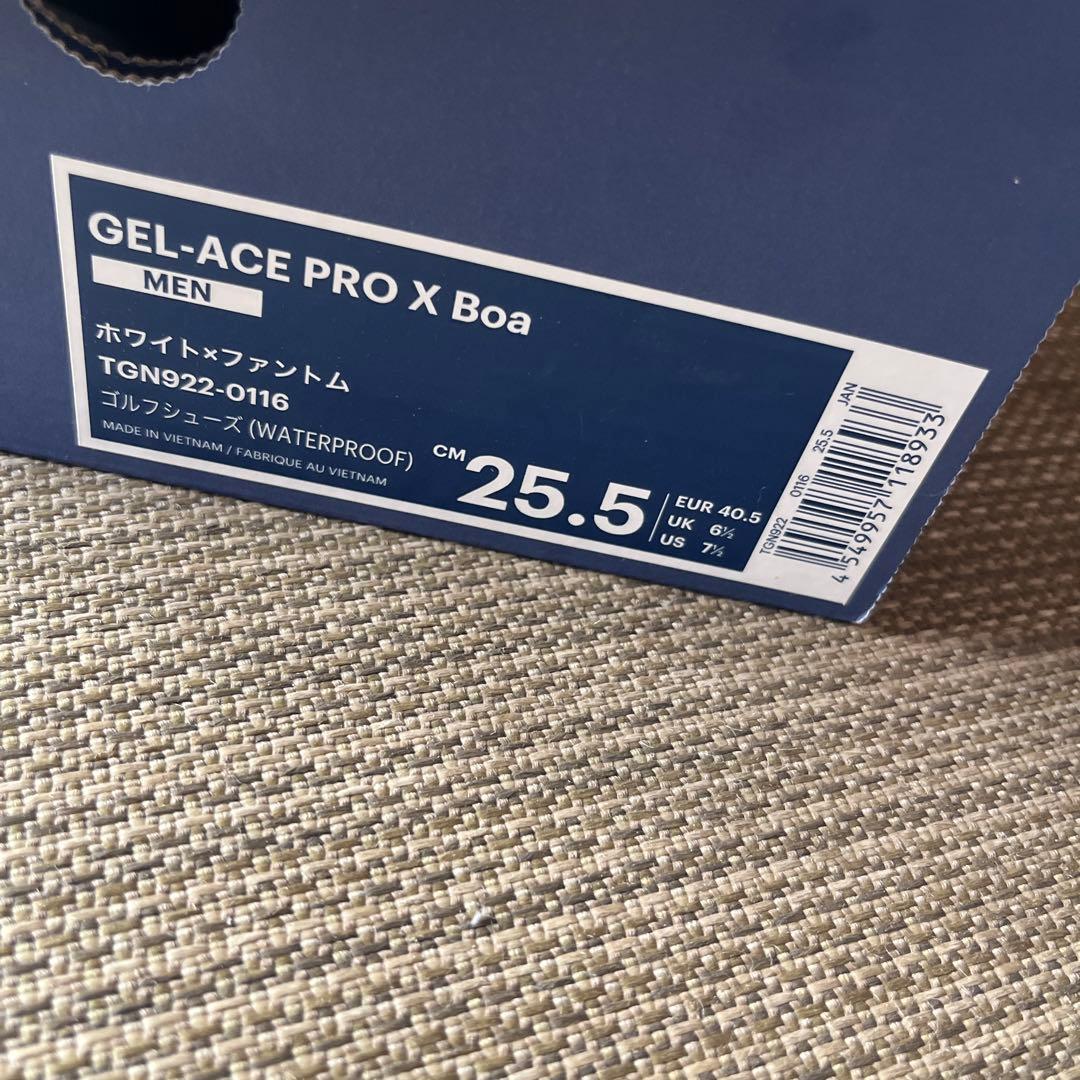 GEL-ACE PRO X Boa
MEN
ホワイト×ファントム
TGN922-0116
ゴルフシューズ (WATERPROOF)
MADE IN VIETNAM / FABRIQUE AU VIETNAM
CM 25.5
EUR 40.5
UK 6½
US 7½
TGN922 0116 25.5 JAN
4549957118933